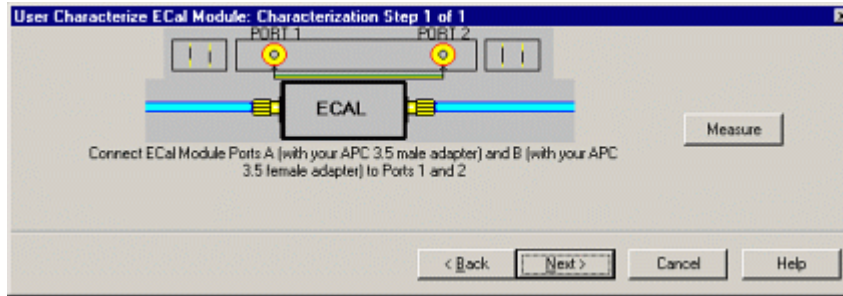 User Characterize ECal Module: Characterization Step 1 of 1
PORT 1 PORT 2
ECAL
Measure
Connect ECal Module Ports A (with your APC 3.5 male adapter) and B (with your APC
3.5 female adapter) to Ports 1 and 2
< Back Next > Cancel Help